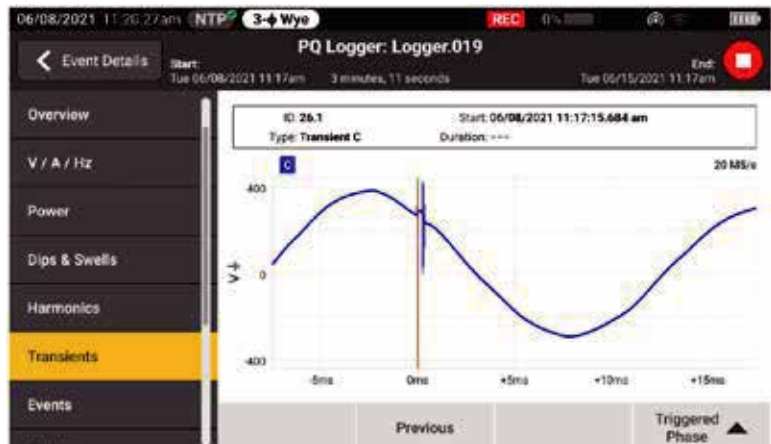 06/08/2021 11:20:27am NTP 3-ϕ Wye REC 0%
Event Details
PQ Logger: Logger.019
Start: End:
Tue 06/08/2021 11:17am 3 minutes, 11 seconds Tue 06/15/2021 11:17am
Overview
V / A / Hz
Power
Dips & Swells
Harmonics
Transients
Events
ID: 26.1 Start: 06/08/2021 11:17:15.684 am
Type: Transient C Duration: ---
C 20 MS/s
400
V
0
-400
-5ms 0ms +5ms +10ms +15ms
Previous
Triggered
Phase